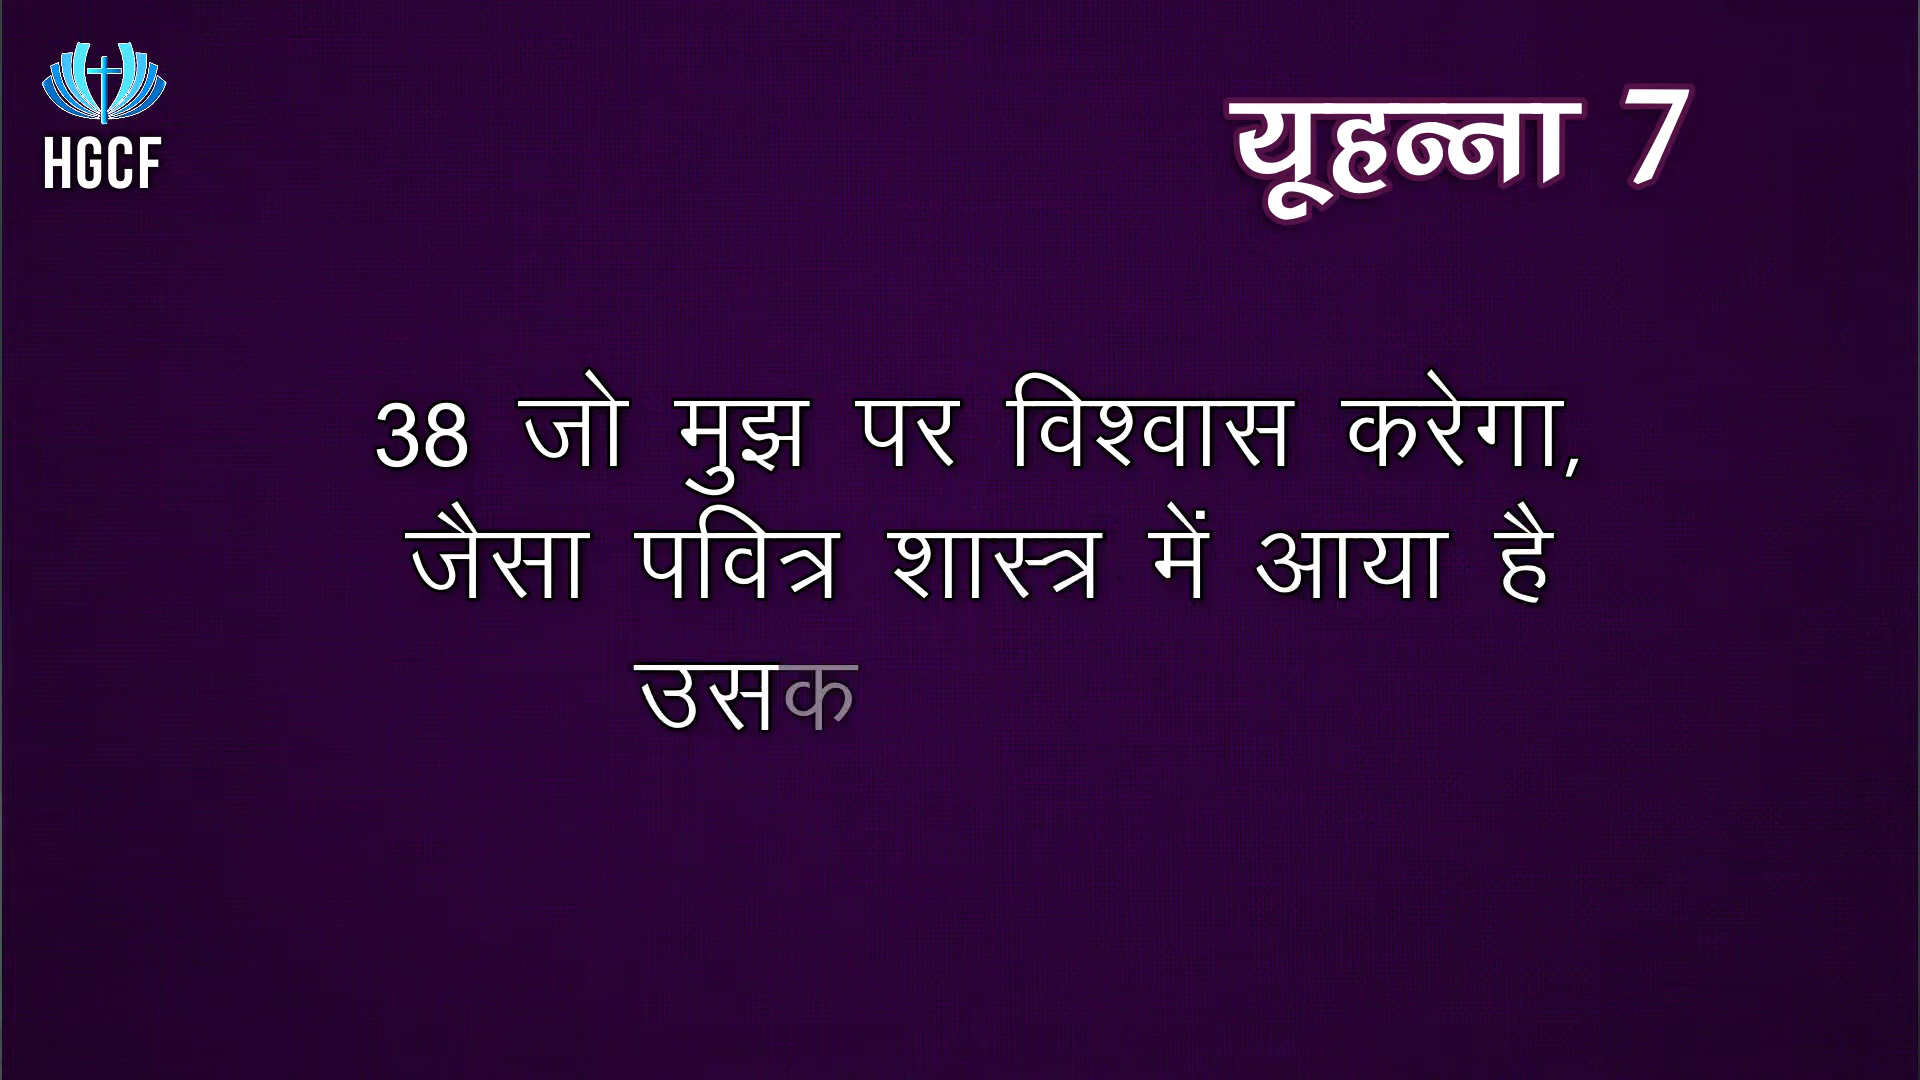 HGCF
यूहन्ना 7
38 जो मुझ पर विश्वास करेगा,
जैसा पवित्र शास्त्र में आया है
उसक